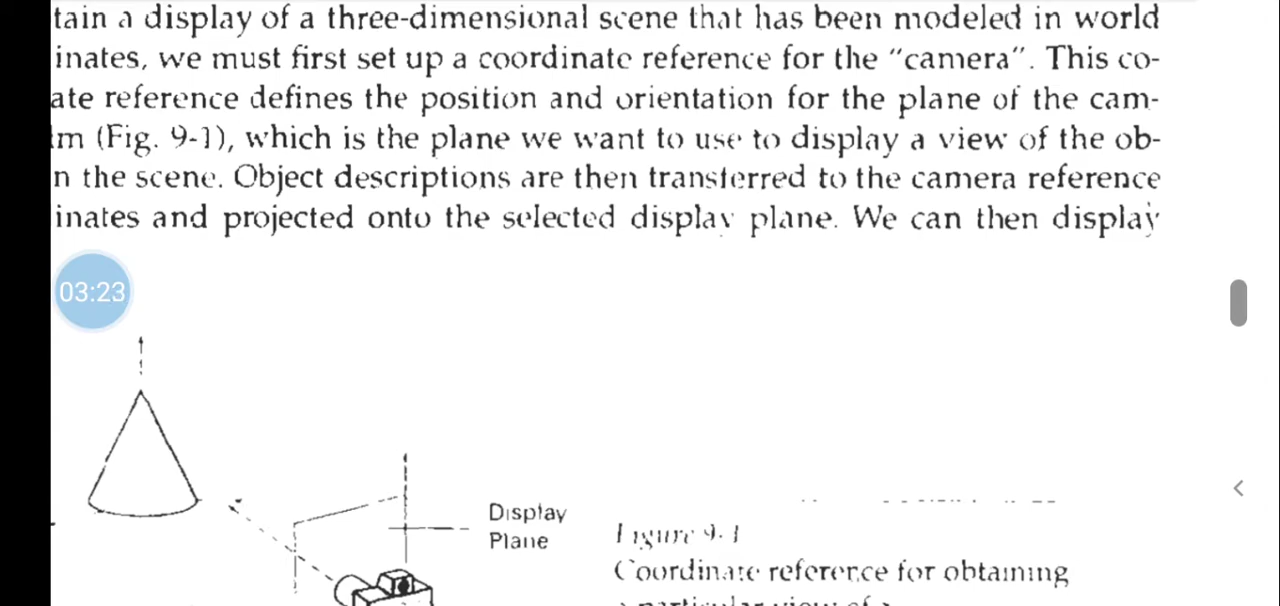 tain a display of a three-dimensional scene that has been modeled in world
inates, we must first set up a coordinate reference for the "camera". This co-
ate reference defines the position and orientation for the plane of the cam-
m (Fig. 9-1), which is the plane we want to use to display a view of the ob-
n the scene. Object descriptions are then transferred to the camera reference
inates and projected onto the selected display plane. We can then display
03:23
Display
Plane
Figure 9-1
Coordinate reference for obtaining